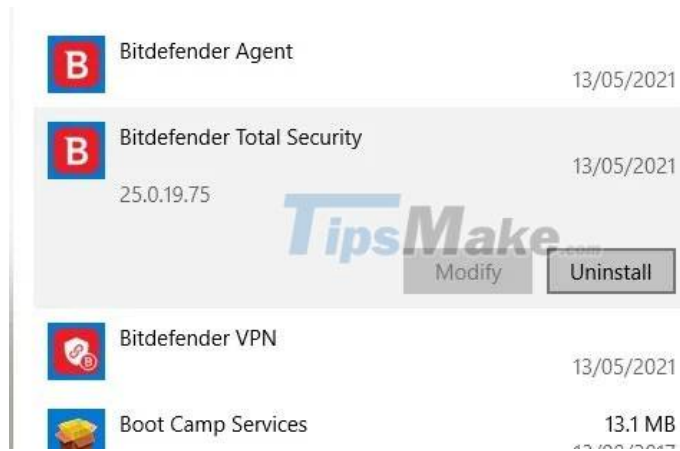 Bitdefender Agent
13/05/2021
Bitdefender Total Security
13/05/2021
25.0.19.75
TipsMake.com
Modify Uninstall
Bitdefender VPN
13/05/2021
Boot Camp Services 13.1 MB